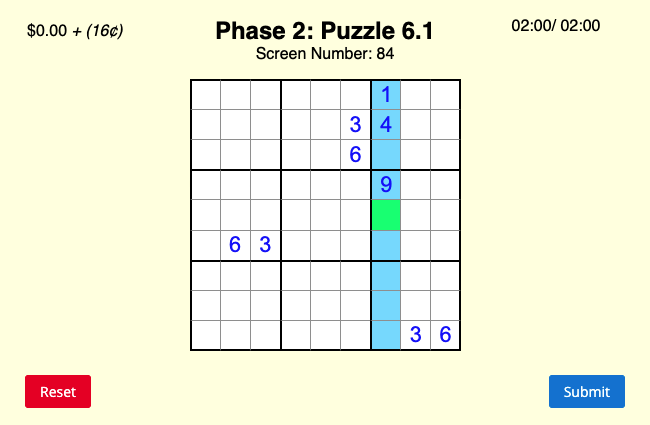 $0.00 + (16¢)
Phase 2: Puzzle 6.1
02:00/ 02:00
Screen Number: 84
1
3 4
6
9
6 3
3 6
Reset
Submit